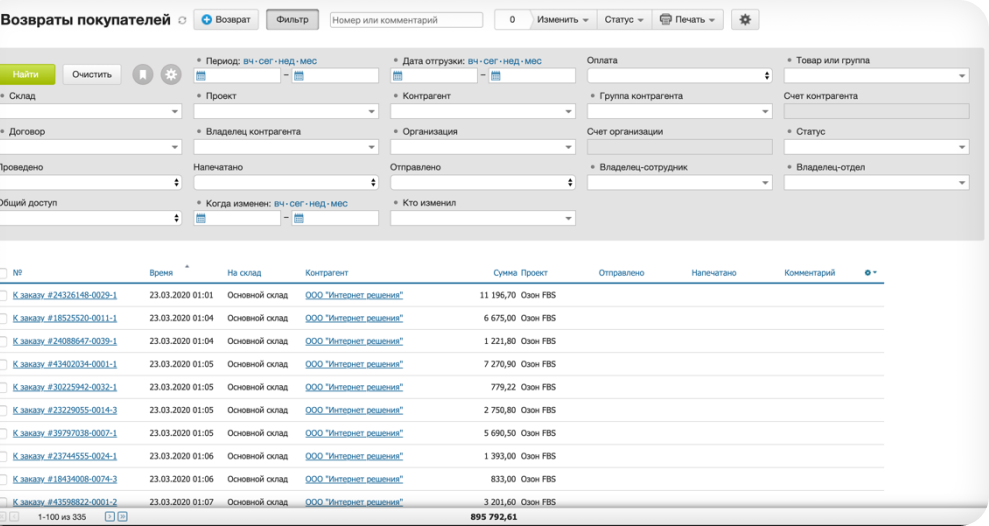 Возвраты покупателей Возврат Фильтр Номер или комментарий 0 Изменить Статус Печать
Найти Очистить Период: вч·сег·нед·мес Дата отгрузки: вч·сег·нед·мес Оплата Товар или группа
Склад Проект Контрагент Группа контрагента Счет контрагента
Договор Владелец контрагента Организация Счет организации Статус
Проведено Напечатано Отправлено Владелец-сотрудник Владелец-отдел
Общий доступ Когда изменен: вч·сег·нед·мес Кто изменил
№ Время На склад Контрагент Сумма Проект Отправлено Напечатано Комментарий
К заказу #24326148-0029-1 23.03.2020 01:01 Основной склад ООО "Интернет решения" 11 196,70 Озон FBS
К заказу #18525520-0011-1 23.03.2020 01:04 Основной склад ООО "Интернет решения" 6 675,00 Озон FBS
К заказу #24088647-0039-1 23.03.2020 01:04 Основной склад ООО "Интернет решения" 1 221,80 Озон FBS
К заказу #43402034-0001-1 23.03.2020 01:05 Основной склад ООО "Интернет решения" 7 270,90 Озон FBS
К заказу #30225942-0032-1 23.03.2020 01:05 Основной склад ООО "Интернет решения" 779,22 Озон FBS
К заказу #23229055-0014-3 23.03.2020 01:05 Основной склад ООО "Интернет решения" 2 750,80 Озон FBS
К заказу #39797038-0007-1 23.03.2020 01:05 Основной склад ООО "Интернет решения" 5 690,50 Озон FBS
К заказу #23744555-0024-1 23.03.2020 01:06 Основной склад ООО "Интернет решения" 1 393,00 Озон FBS
К заказу #18434008-0074-3 23.03.2020 01:06 Основной склад ООО "Интернет решения" 833,00 Озон FBS
К заказу #43598822-0001-2 23.03.2020 01:07 Основной склад ООО "Интернет решения" 3 201,60 Озон FBS
1-100 из 335 895 792,61